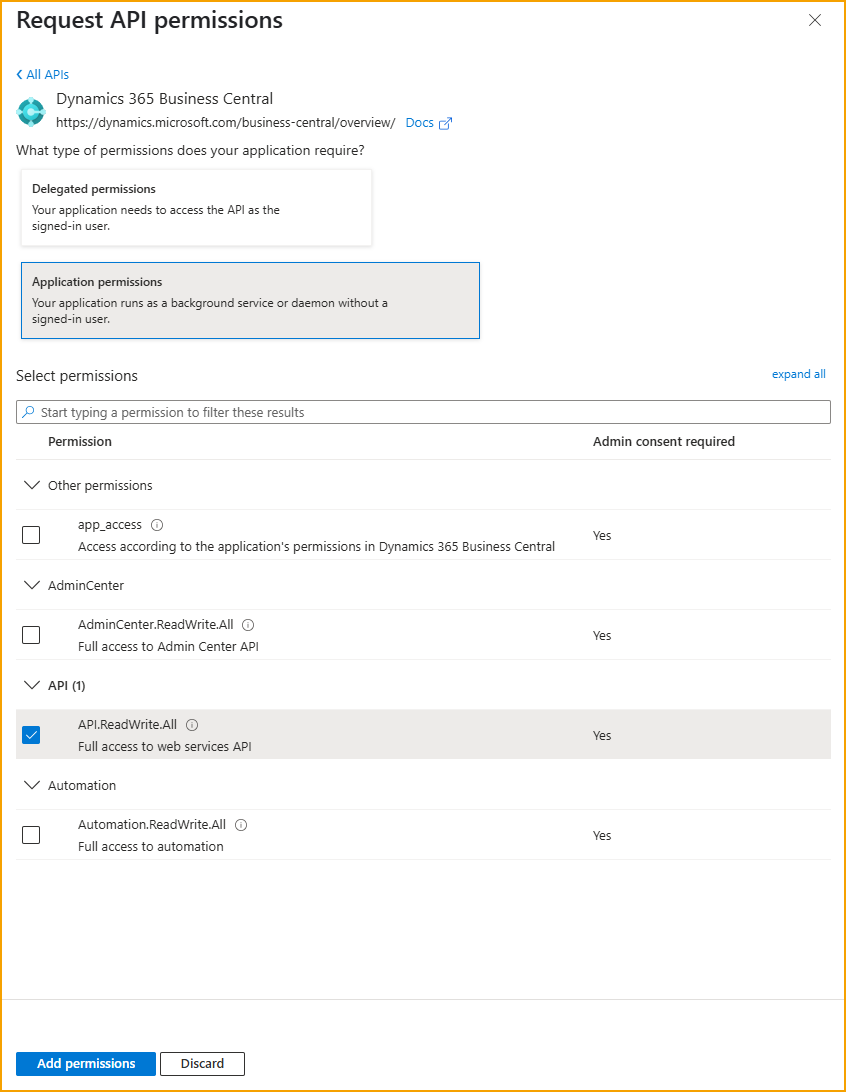 Request API permissions
All APIs
Dynamics 365 Business Central
https://dynamics.microsoft.com/business-central/overview/ Docs
What type of permissions does your application require?
Delegated permissions
Your application needs to access the API as the
signed-in user.
Application permissions
Your application runs as a background service or daemon without a
signed-in user.
Select permissions expand all
Start typing a permission to filter these results
Permission Admin consent required
Other permissions
app_access
Access according to the application's permissions in Dynamics 365 Business Central Yes
AdminCenter
AdminCenter.ReadWrite.All
Full access to Admin Center API Yes
API (1)
API.ReadWrite.All
Full access to web services API Yes
Automation
Automation.ReadWrite.All
Full access to automation Yes
Add permissions Discard